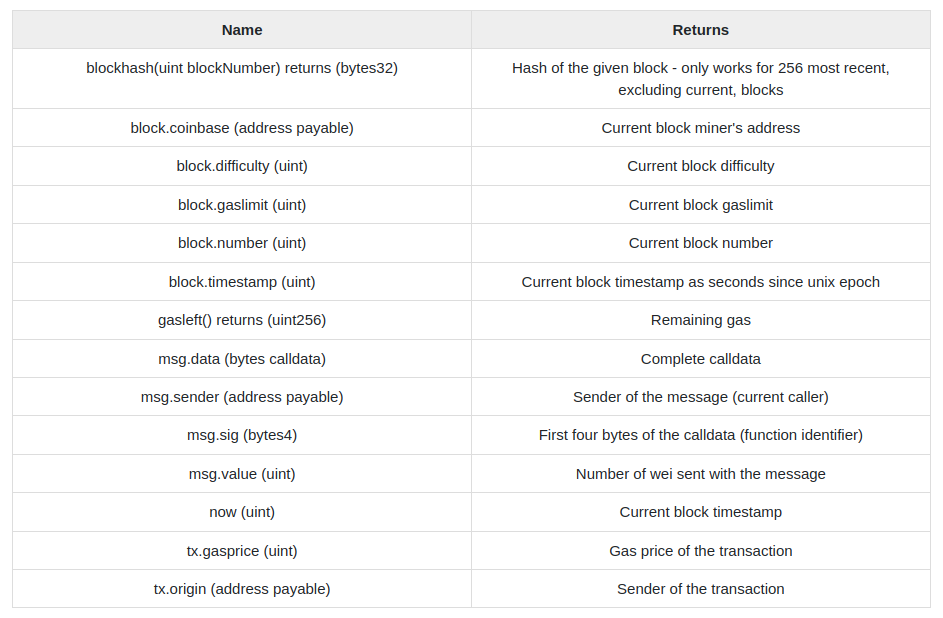 Name Returns
blockhash(uint blockNumber) returns (bytes32) Hash of the given block - only works for 256 most recent,
excluding current, blocks
block.coinbase (address payable) Current block miner's address
block.difficulty (uint) Current block difficulty
block.gaslimit (uint) Current block gaslimit
block.number (uint) Current block number
block.timestamp (uint) Current block timestamp as seconds since unix epoch
gasleft() returns (uint256) Remaining gas
msg.data (bytes calldata) Complete calldata
msg.sender (address payable) Sender of the message (current caller)
msg.sig (bytes4) First four bytes of the calldata (function identifier)
msg.value (uint) Number of wei sent with the message
now (uint) Current block timestamp
tx.gasprice (uint) Gas price of the transaction
tx.origin (address payable) Sender of the transaction